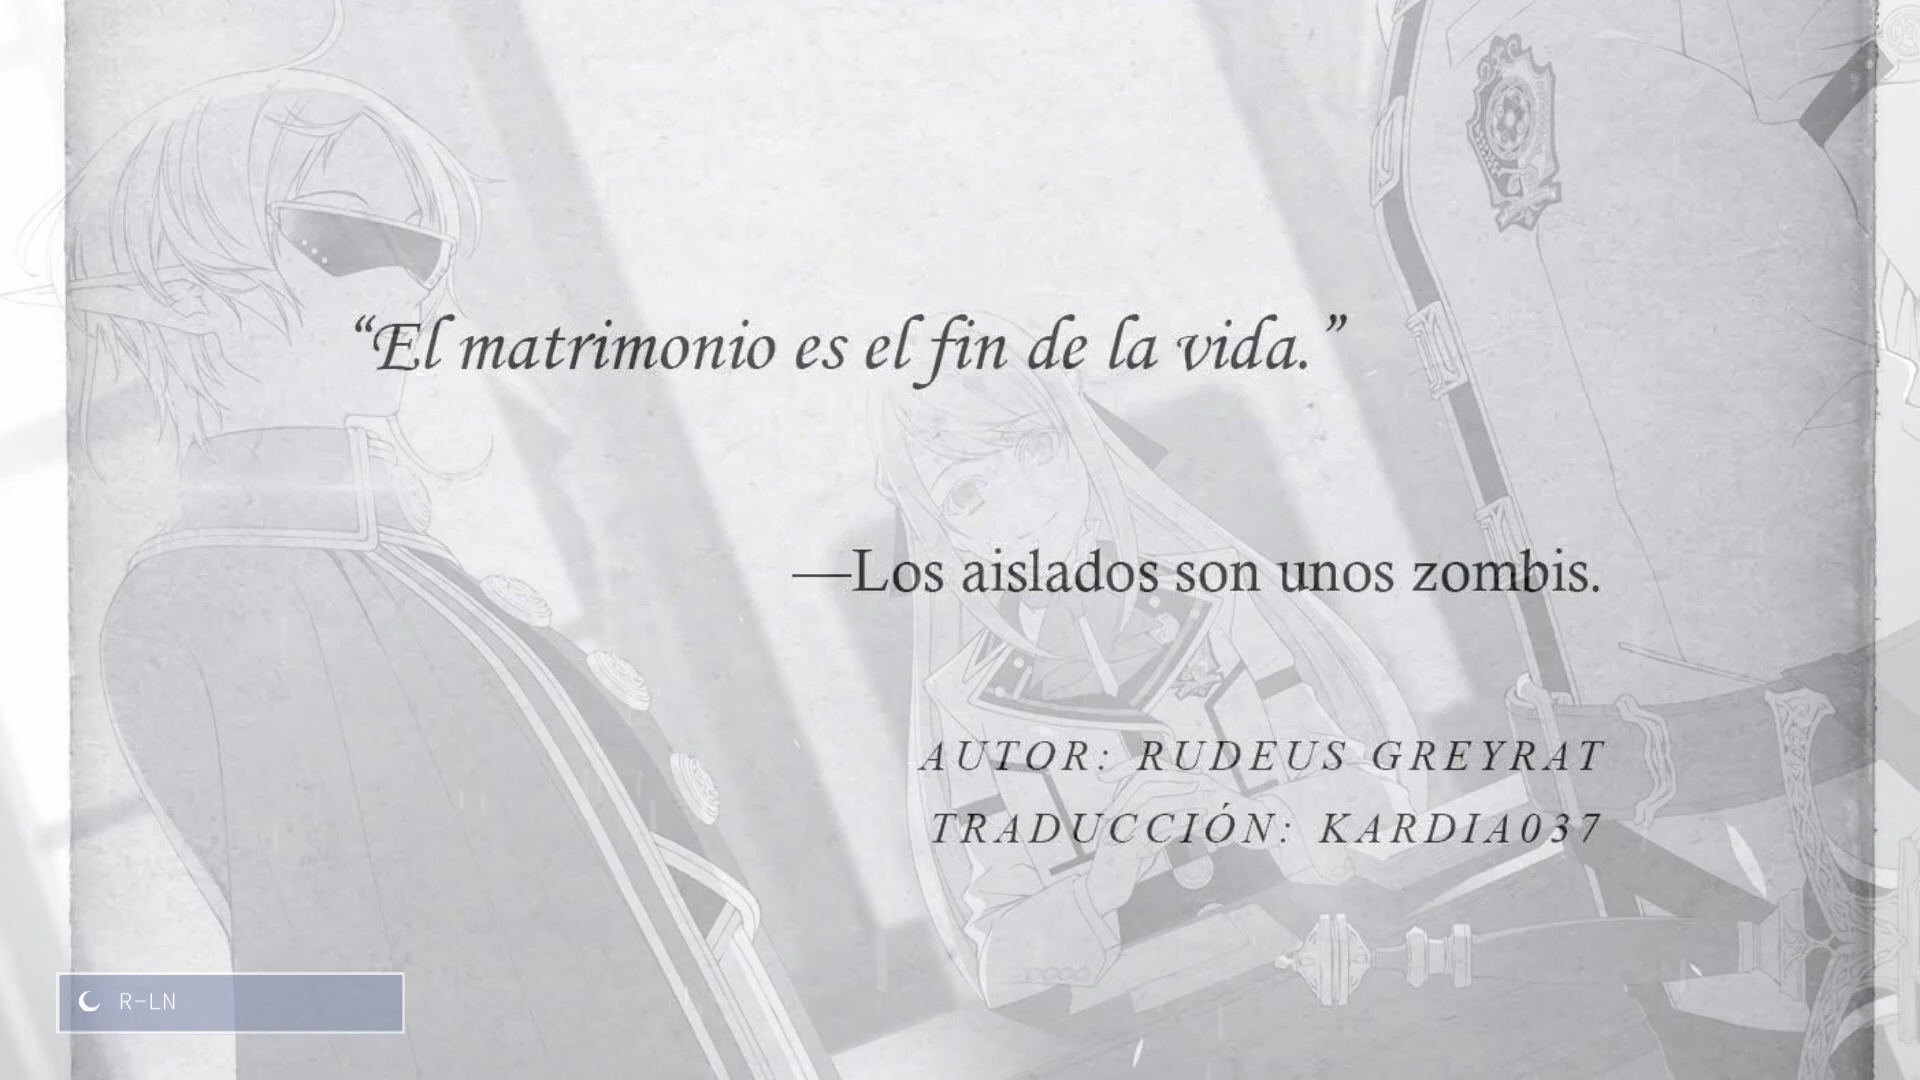 “El matrimonio es el fin de la vida.”
—Los aislados son unos zombis.
AUTOR: RUDEUS GREYRAT
TRADUCCIÓN: KARDIA037
R-LN